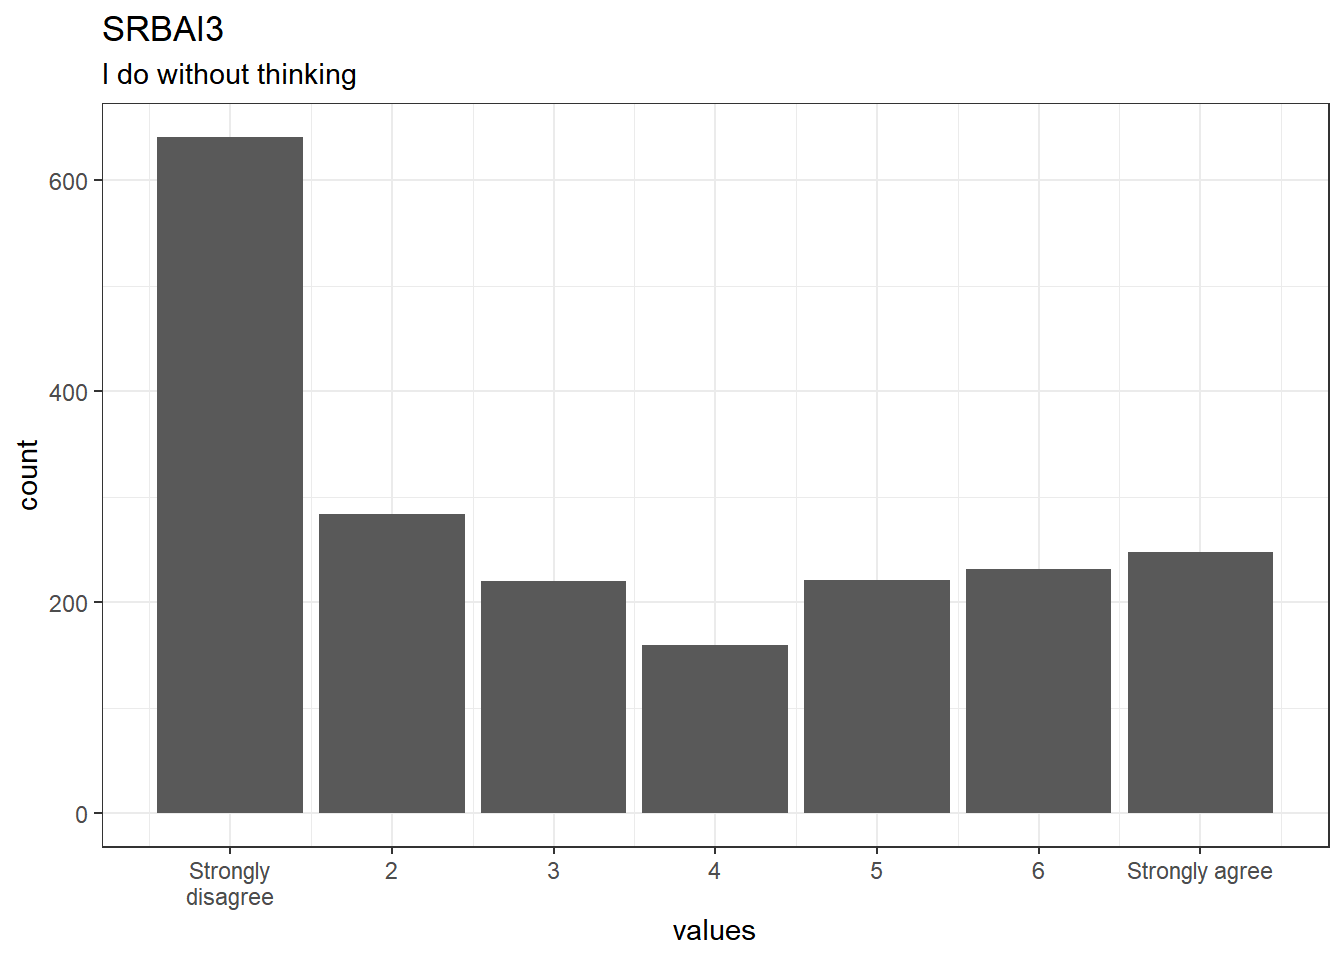 SRBAI3
I do without thinking
600
400
200
0
count
Strongly
disagree
2
3
4
5
6
Strongly agree
values